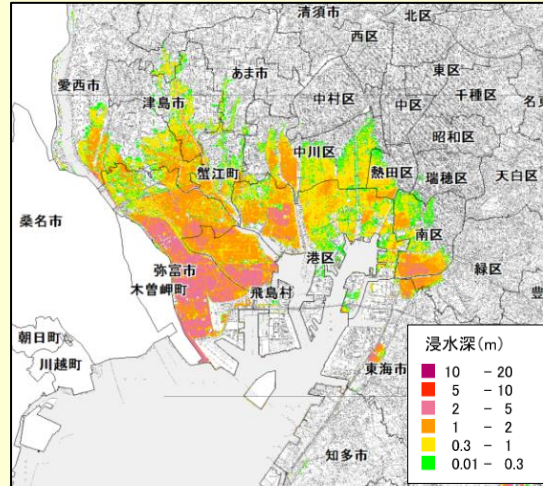 清須市
北区
西区
あま市
東区
愛西市
千種区
津島市
中村区
中区
名東
昭和区
中川区
蟹江町
熱田区
瑞穂区
天白区
桑名市
南区
港区
緑区
弥富市
飛島村
木曽岬町
豊
朝日町
川越町
東海市
知多市
浸水深(m)
10 - 20
5 - 10
2 - 5
1 - 2
0.3 - 1
0.01 - 0.3